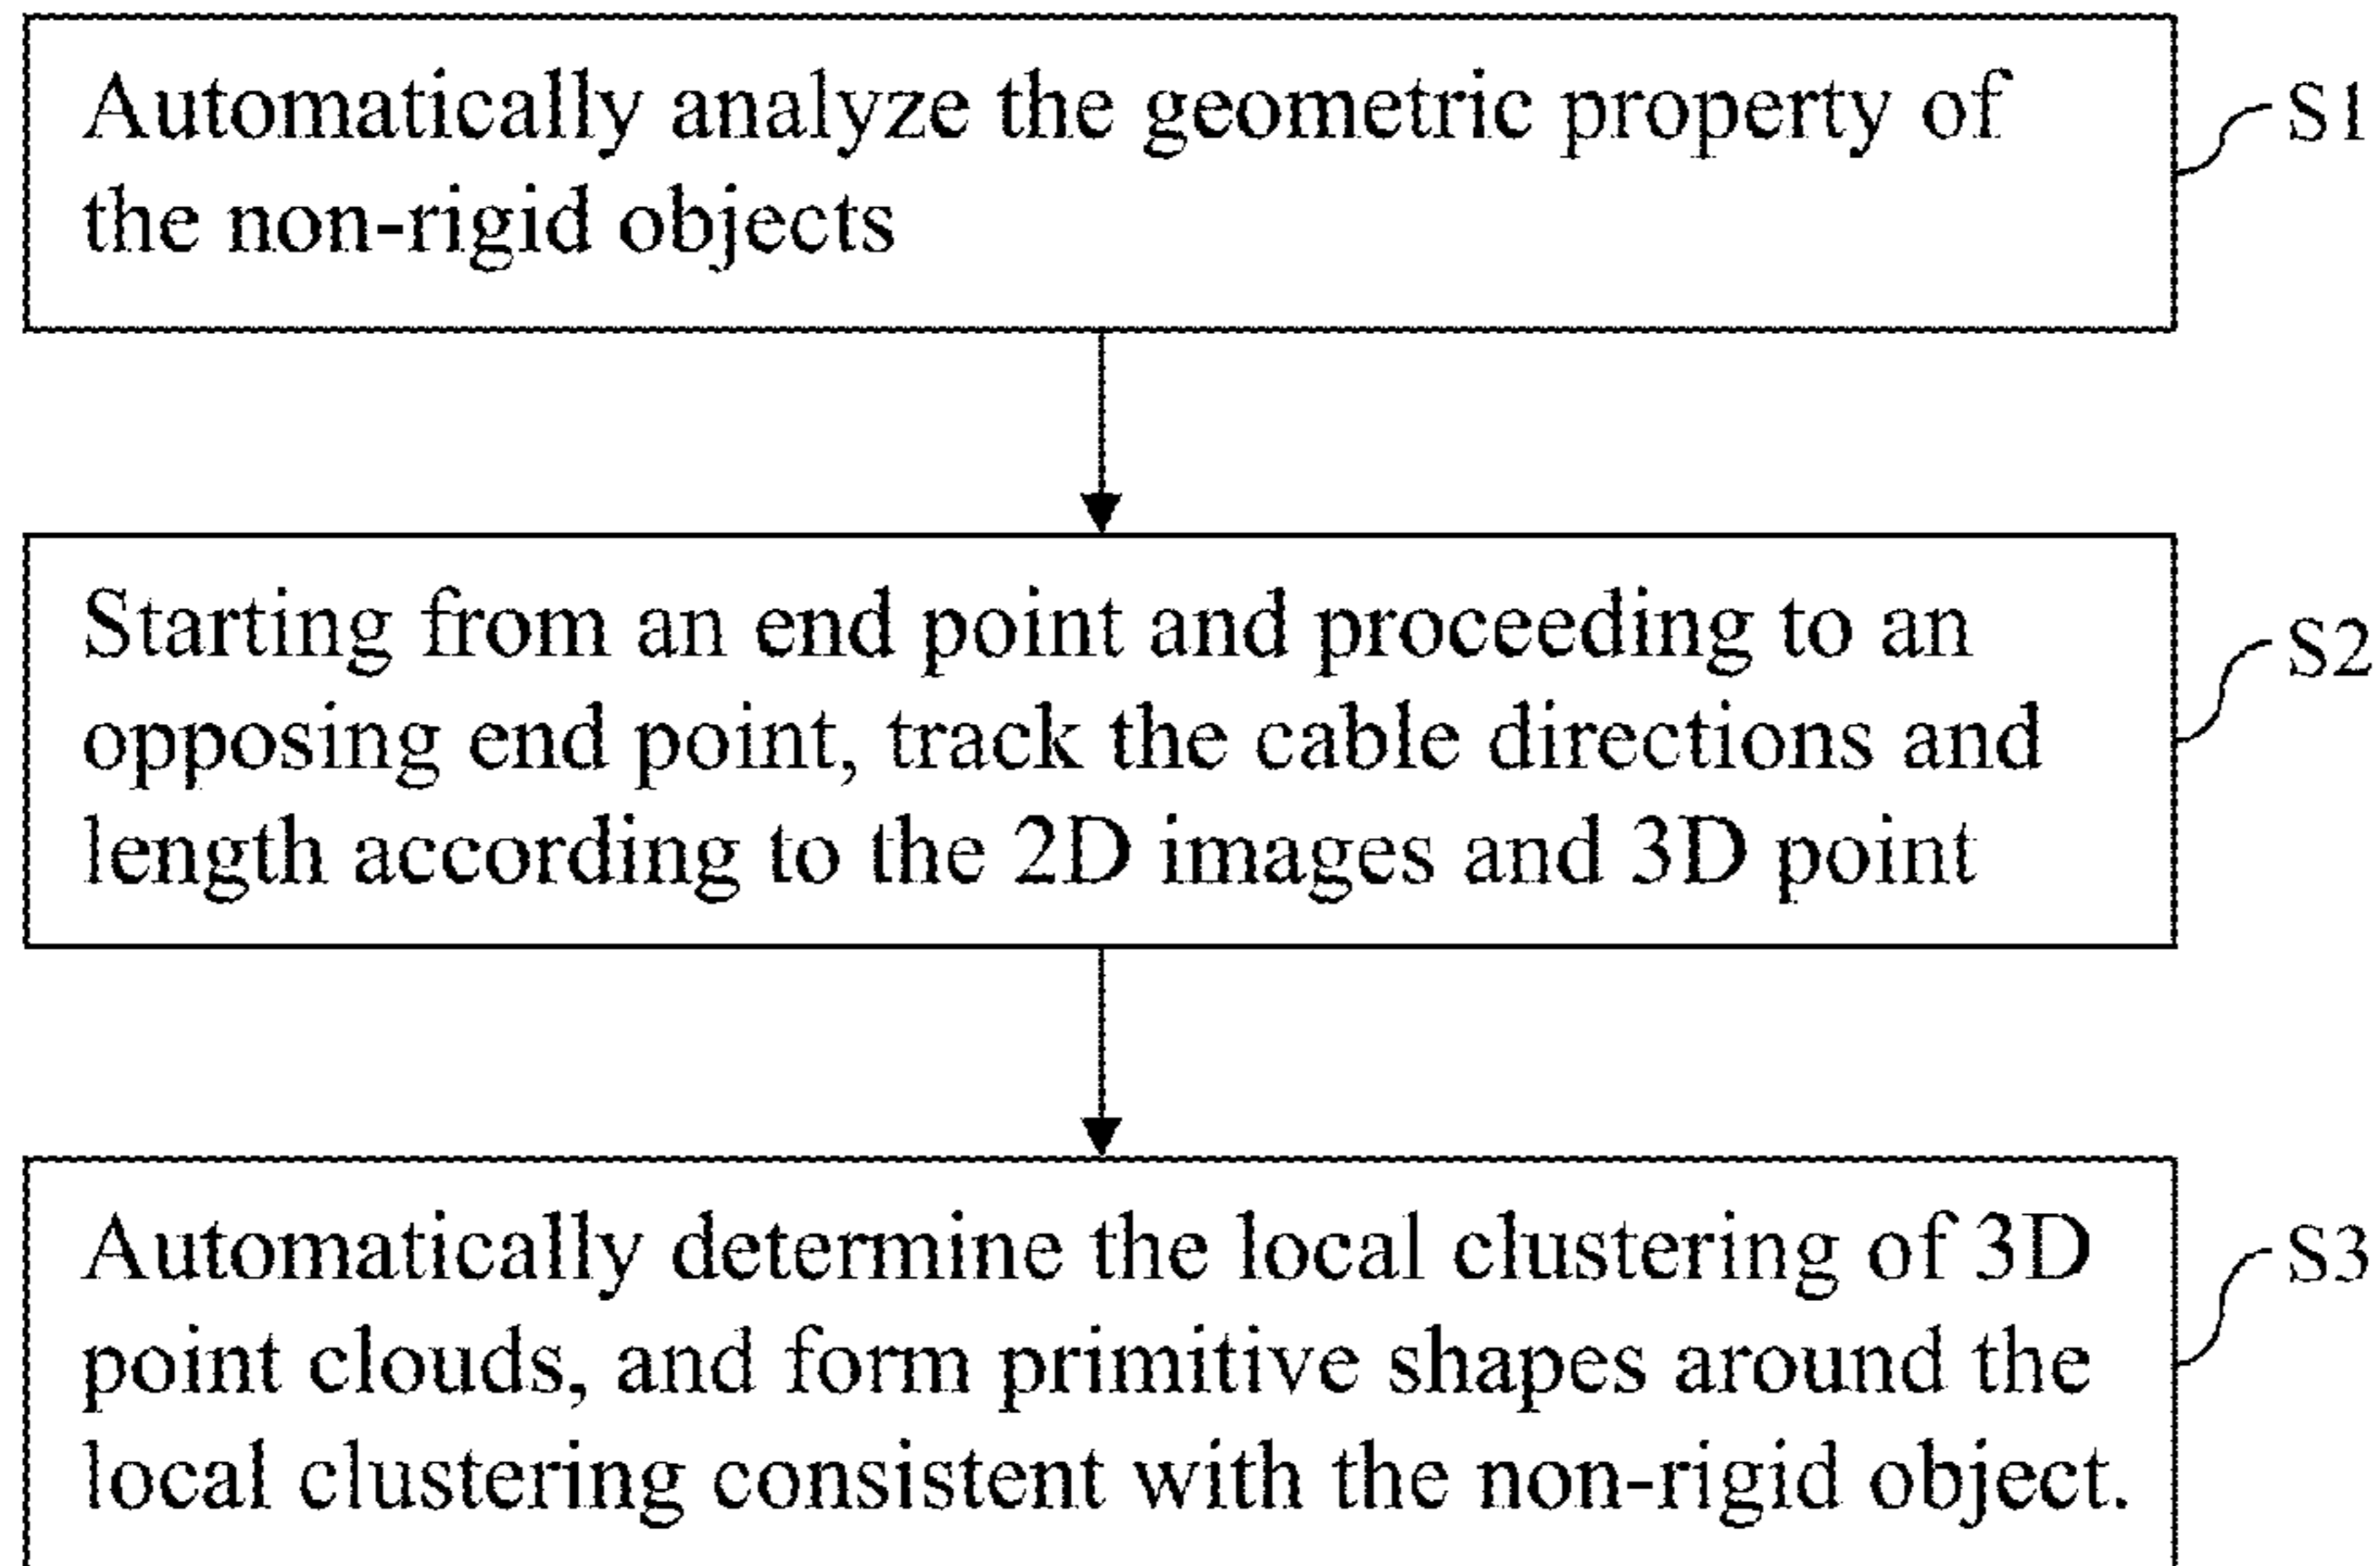 Automatically analyze the geometric property of
the non-rigid objects
S1
Starting from an end point and proceeding to an
opposing end point, track the cable directions and
length according to the 2D images and 3D point
S2
Automatically determine the local clustering of 3D
point clouds, and form primitive shapes around the
local clustering consistent with the non-rigid object.
S3